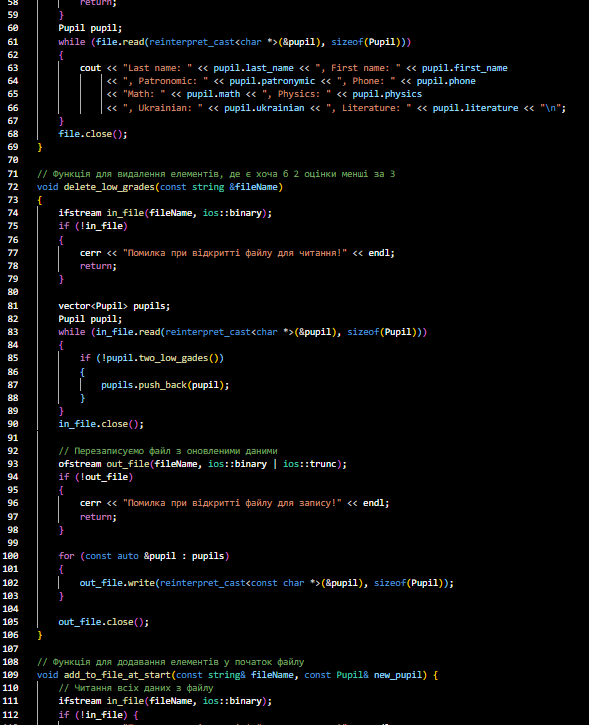 58 return;
59 }
60 Pupil pupil;
61 while (file.read(reinterpret_cast<char *>(&pupil), sizeof(Pupil)))
62 {
63 cout << "Last name: " << pupil.last_name << ", First name: " << pupil.first_name
64 << ", Patronomic: " << pupil.patronymic << ", Phone: " << pupil.phone
65 << "Math: " << pupil.math << ", Physics: " << pupil.physics
66 << ", Ukrainian: " << pupil.ukrainian << ", Literature: " << pupil.literature << "\n";
67 }
68 file.close();
69 }
70
71 // Функція для видалення елементів, де є хоча б 2 оцінки менші за 3
72 void delete_low_grades(const string &fileName)
73 {
74 ifstream in_file(fileName, ios::binary);
75 if (!in_file)
76 {
77 cerr << "Помилка при відкритті файлу для читання!" << endl;
78 return;
79 }
80
81 vector<Pupil> pupils;
82 Pupil pupil;
83 while (in_file.read(reinterpret_cast<char *>(&pupil), sizeof(Pupil)))
84 {
85 if (!pupil.two_low_gades())
86 {
87 pupils.push_back(pupil);
88 }
89 }
90 in_file.close();
91
92 // Перезаписуємо файл з оновленими даними
93 ofstream out_file(fileName, ios::binary | ios::trunc);
94 if (!out_file)
95 {
96 cerr << "Помилка при відкритті файлу для запису!" << endl;
97 return;
98 }
99
100 for (const auto &pupil : pupils)
101 {
102 out_file.write(reinterpret_cast<const char *>(&pupil), sizeof(Pupil));
103 }
104
105 out_file.close();
106 }
107
108 // Функція для додавання елементів у початок файлу
109 void add_to_file_at_start(const string& fileName, const Pupil& new_pupil) {
110 // Читання всіх даних з файлу
111 ifstream in_file(fileName, ios::binary);
112 if (!in_file) {